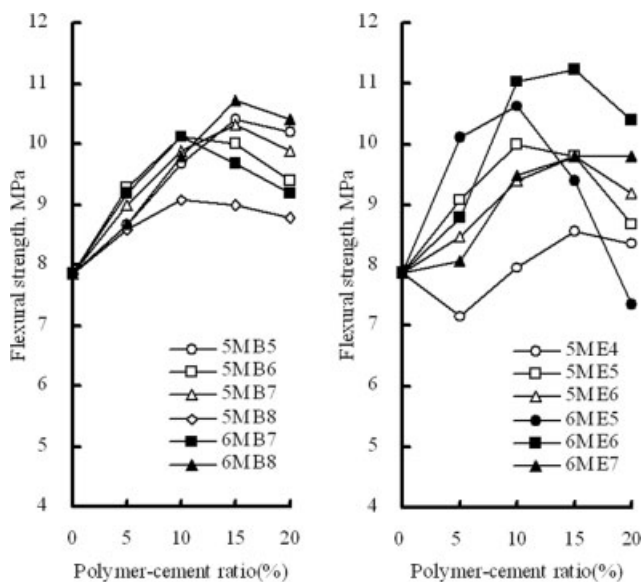 Flexural strength, MPa
12
11
10
9
8
7
6
5
4
0 5 10 15 20
Polymer-cement ratio(%)
5MB5
5MB6
5MB7
5MB8
6MB7
6MB8
Flexural strength, MPa
12
11
10
9
8
7
6
5
4
0 5 10 15 20
Polymer-cement ratio(%)
5ME4
5ME5
5ME6
6ME5
6ME6
6ME7